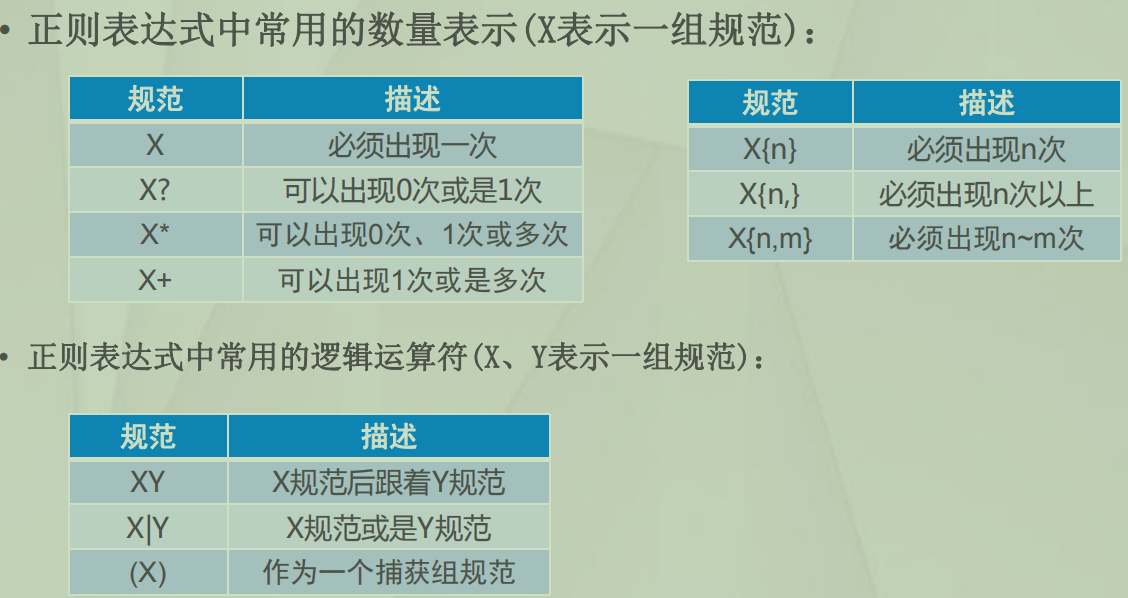 • 正则表达式中常用的数量表示(X表示一组规范)：
规范 描述
X 必须出现一次
X? 可以出现0次或是1次
X* 可以出现0次、1次或多次
X+ 可以出现1次或是多次
规范 描述
X{n} 必须出现n次
X{n,} 必须出现n次以上
X{n,m} 必须出现n~m次
• 正则表达式中常用的逻辑运算符(X、Y表示一组规范)：
规范 描述
XY X规范后跟着Y规范
X|Y X规范或是Y规范
(X) 作为一个捕获组规范